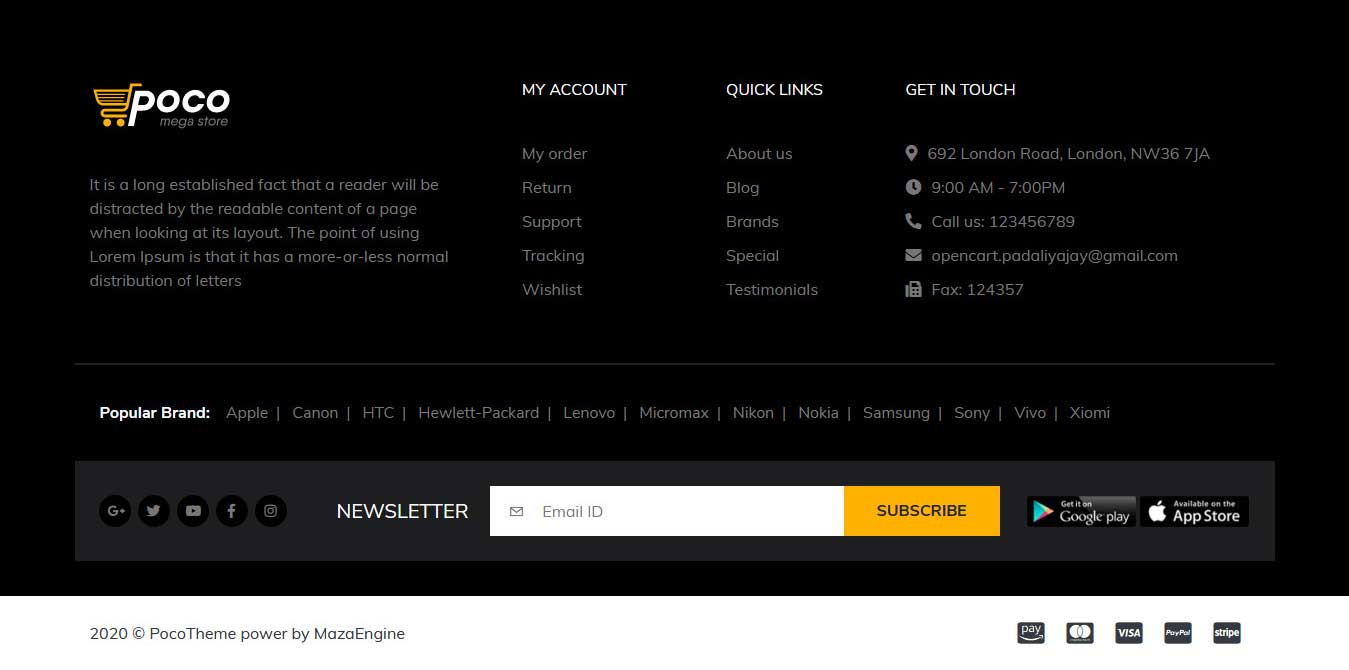 poco
mega store
It is a long established fact that a reader will be
distracted by the readable content of a page
when looking at its layout. The point of using
Lorem Ipsum is that it has a more-or-less normal
distribution of letters
MY ACCOUNT
My order
Return
Support
Tracking
Wishlist
QUICK LINKS
About us
Blog
Brands
Special
Testimonials
GET IN TOUCH
692 London Road, London, NW36 7JA
9:00 AM - 7:00PM
Call us: 123456789
opencart.padaliyajay@gmail.com
Fax: 124357
Popular Brand: Apple | Canon | HTC | Hewlett-Packard | Lenovo | Micromax | Nikon | Nokia | Samsung | Sony | Vivo | Xiomi
G+
NEWSLETTER
Email ID
SUBSCRIBE
Get it on
Google play
Available on the
App Store
2020 © PocoTheme power by MazaEngine
pay
VISA
PayPal
stripe